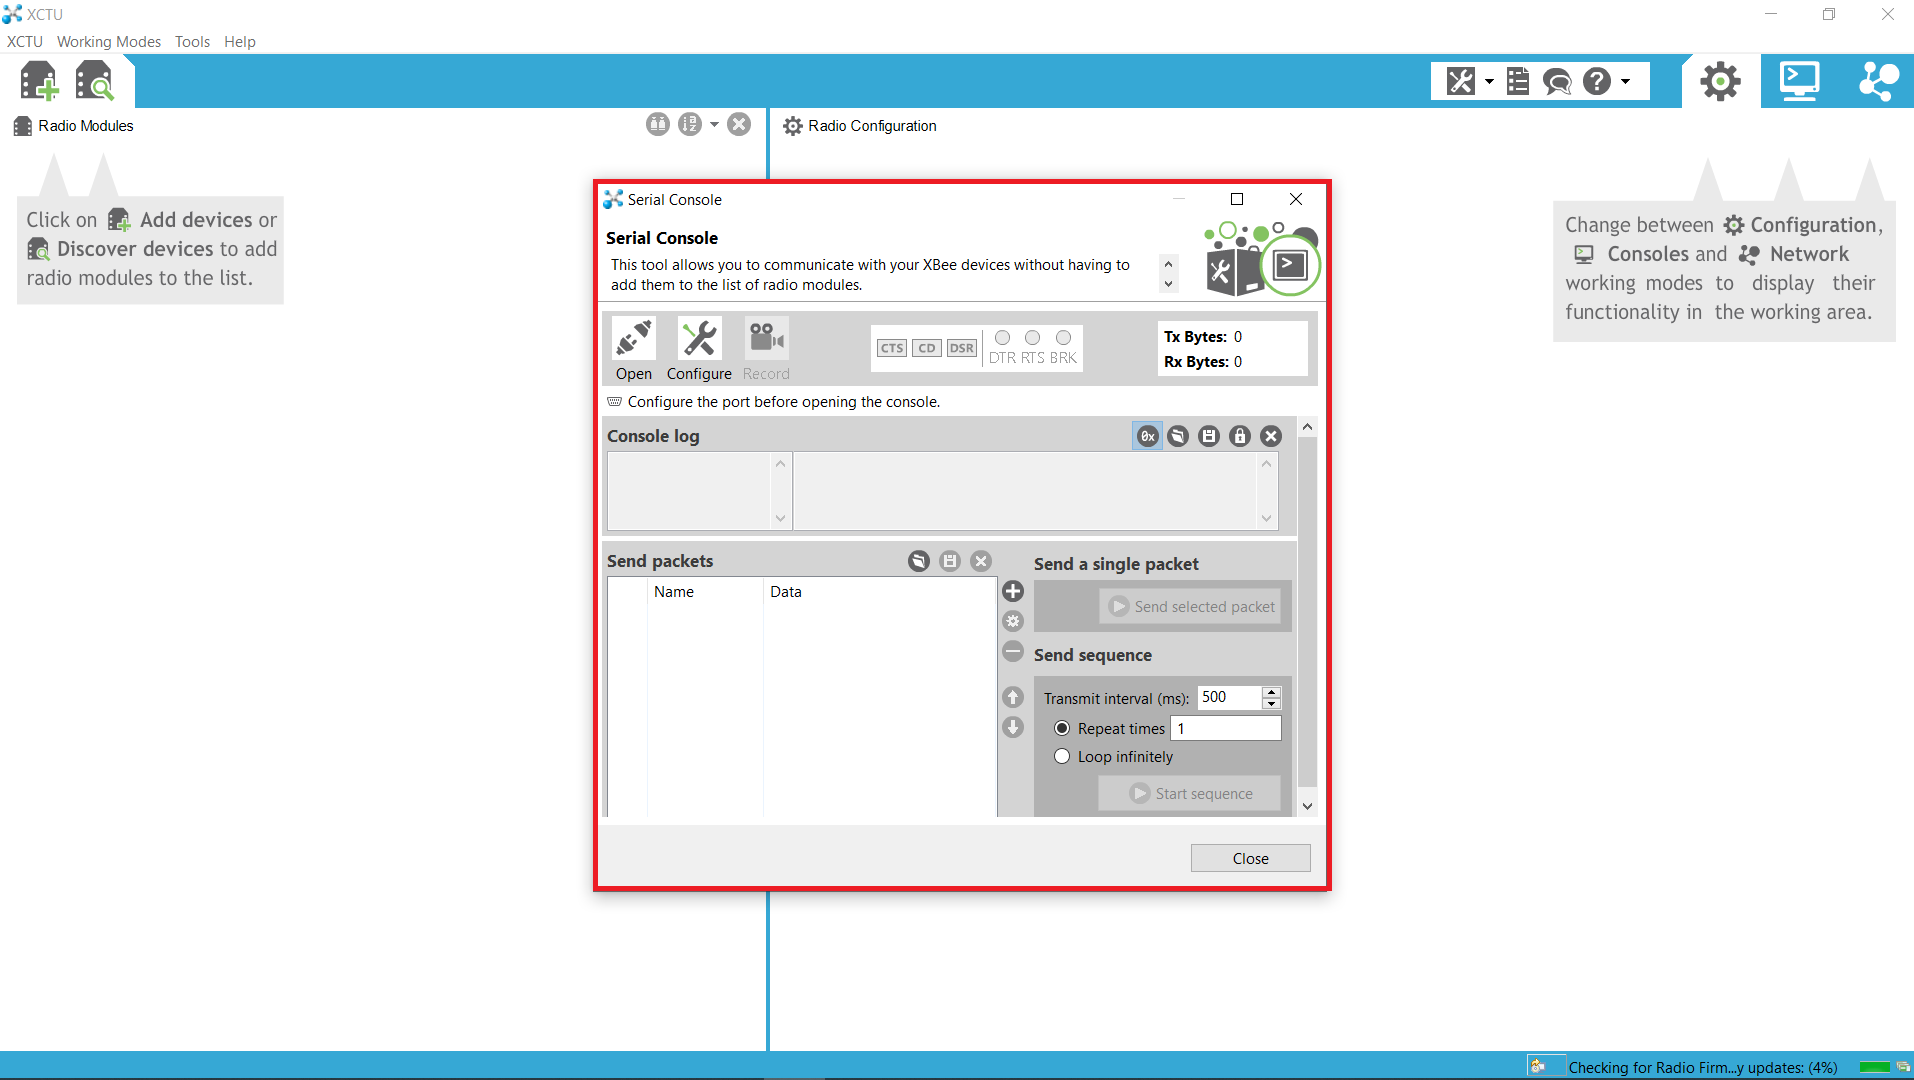 XCTU
XCTU Working Modes Tools Help
Radio Modules
Radio Configuration
Click on Add devices or
Discover devices to add
radio modules to the list.
Change between Configuration,
Consoles and Network
working modes to display their
functionality in the working area.
Serial Console
Serial Console
This tool allows you to communicate with your XBee devices without having to
add them to the list of radio modules.
Open Configure Record
CTS CD DSR
DTR RTS BRK
Tx Bytes: 0
Rx Bytes: 0
Configure the port before opening the console.
Console log
0x
Send packets
Name Data
Send a single packet
Send selected packet
Send sequence
Transmit interval (ms): 500
Repeat times 1
Loop infinitely
Start sequence
Close
Checking for Radio Firm...y updates: (4%)